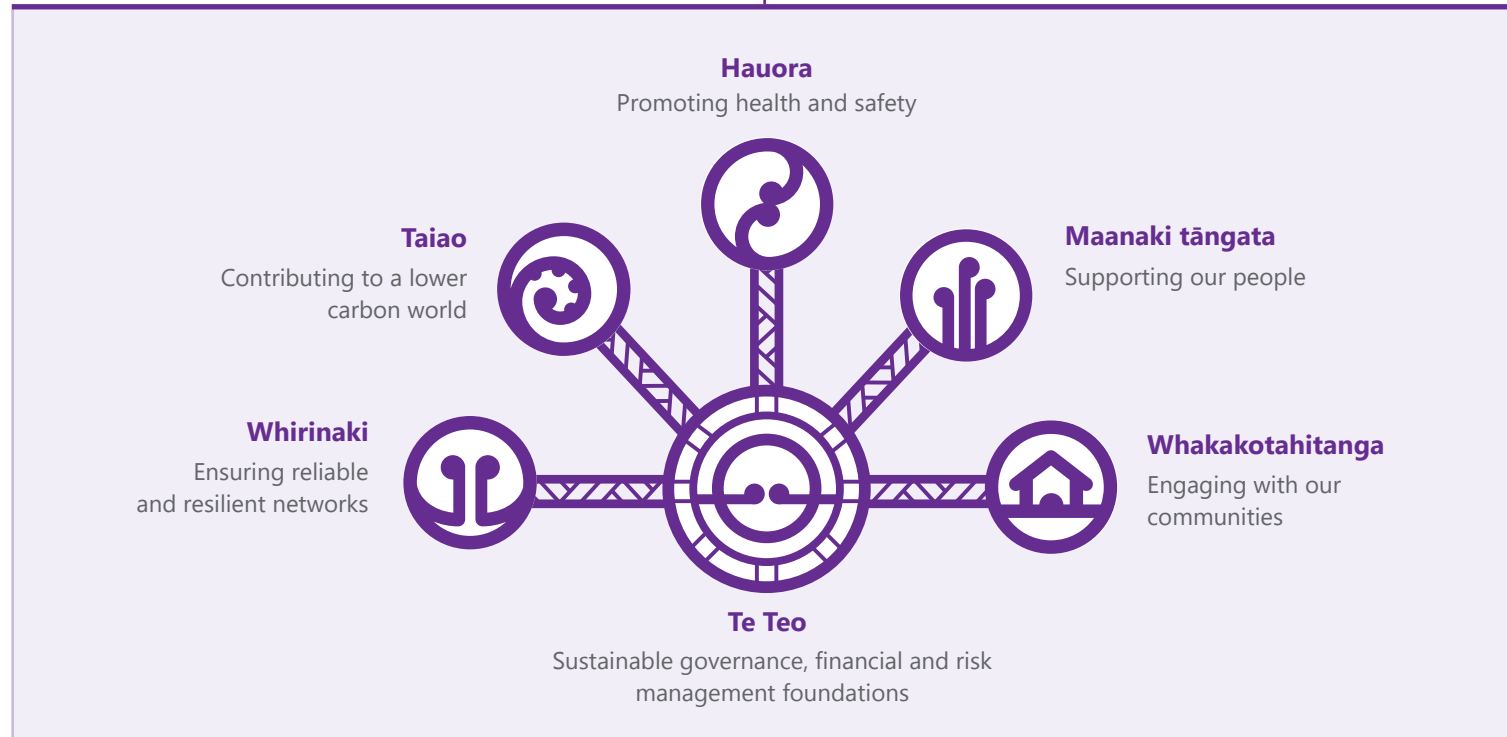 Hauora
Promoting health and safety
Taiao
Contributing to a lower
carbon world
Maanaki tāngata
Supporting our people
Whirinaki
Ensuring reliable
and resilient networks
Whakakotahitanga
Engaging with our
communities
Te Teo
Sustainable governance, financial and risk
management foundations